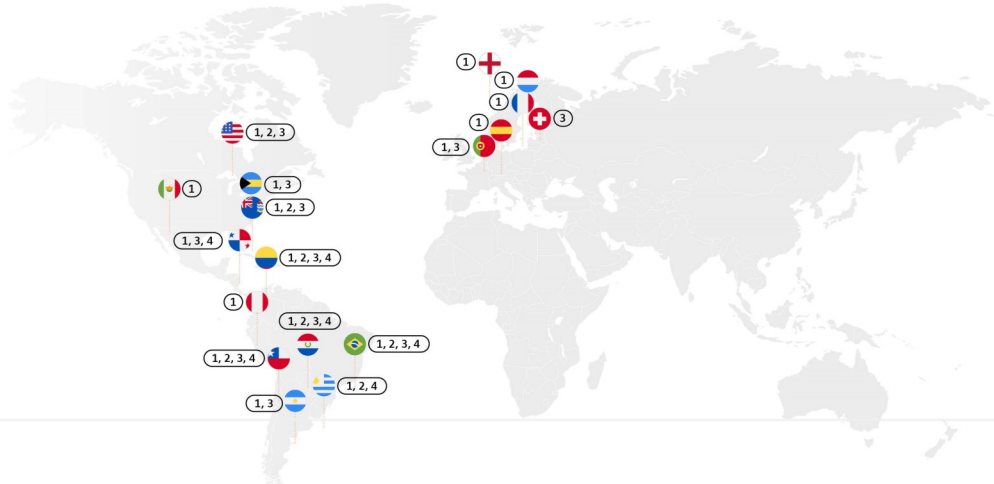 1
1
1
3
1
1, 3
1, 2, 3
1, 3
1
1, 2, 3
1, 3, 4
1, 2, 3, 4
1
1, 2, 3, 4
1, 2, 3, 4
1, 2, 3, 4
1, 2, 4
1, 3